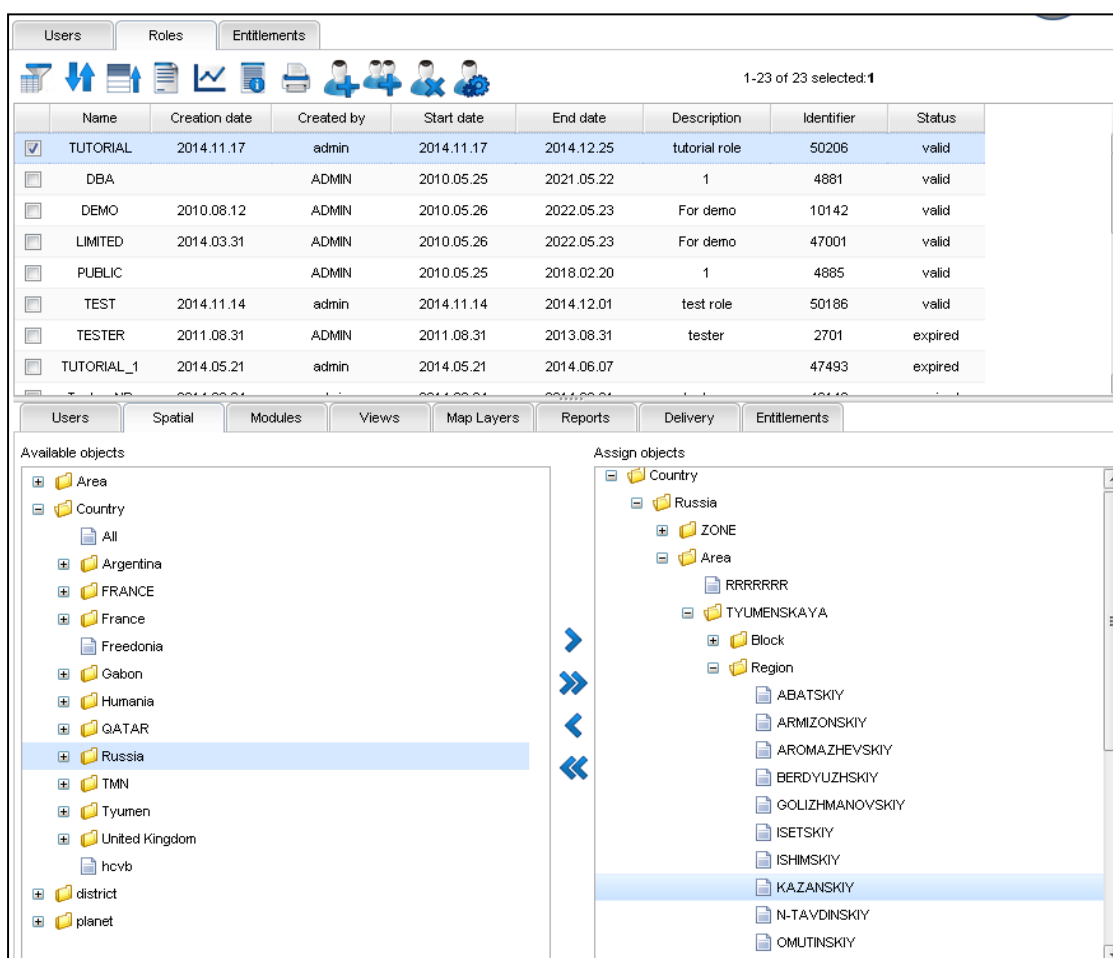 Users Roles Entitlements
1-23 of 23 selected:1
Name Creation date Created by Start date End date Description Identifier Status
TUTORIAL 2014.11.17 admin 2014.11.17 2014.12.25 tutorial role 50206 valid
DBA ADMIN 2010.05.25 2021.05.22 1 4881 valid
DEMO 2010.08.12 ADMIN 2010.05.26 2022.05.23 For demo 10142 valid
LIMITED 2014.03.31 ADMIN 2010.05.26 2022.05.23 For demo 47001 valid
PUBLIC ADMIN 2010.05.25 2018.02.20 1 4885 valid
TEST 2014.11.14 admin 2014.11.14 2014.12.01 test role 50186 valid
TESTER 2011.08.31 ADMIN 2011.08.31 2013.08.31 tester 2701 expired
TUTORIAL_1 2014.05.21 admin 2014.05.21 2014.06.07 47493 expired
Users Spatial Modules Views Map Layers Reports Delivery Entitlements
Available objects
Area
Country
All
Argentina
FRANCE
France
Freedonia
Gabon
Humania
QATAR
Russia
TMN
Tyumen
United Kingdom
hcvb
district
planet
Assign objects
Country
Russia
ZONE
Area
RRRRRRR
TYUMENSKAYA
Block
Region
ABATSKIY
ARMIZONSKIY
AROMAZHEVSKIY
BERDYUZHSKIY
GOLIZHMANOVSKIY
ISETSKIY
ISHIMSKIY
KAZANSKIY
N-TAVDINSKIY
OMUTINSKIY